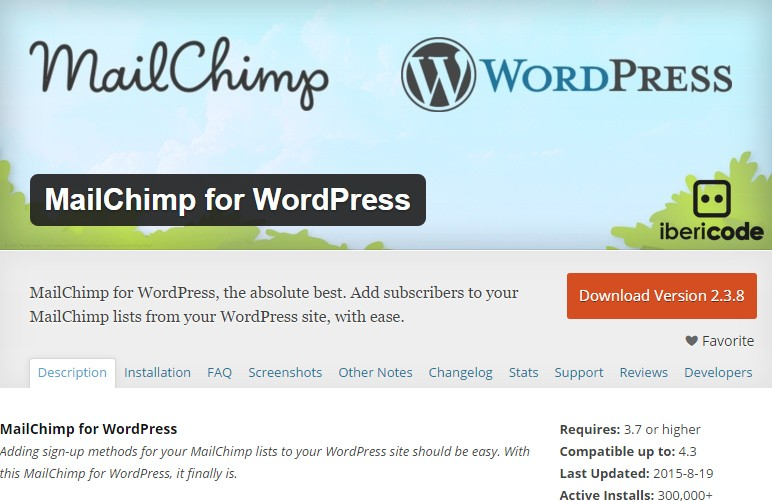 MailChimp
WORDPRESS
MailChimp for WordPress
ibericode
MailChimp for WordPress, the absolute best. Add subscribers to your
MailChimp lists from your WordPress site, with ease.
Download Version 2.3.8
Favorite
Description Installation FAQ Screenshots Other Notes Changelog Stats Support Reviews Developers
MailChimp for WordPress
Adding sign-up methods for your MailChimp lists to your WordPress site should be easy. With
this MailChimp for WordPress, it finally is.
Requires: 3.7 or higher
Compatible up to: 4.3
Last Updated: 2015-8-19
Active Installs: 300,000+